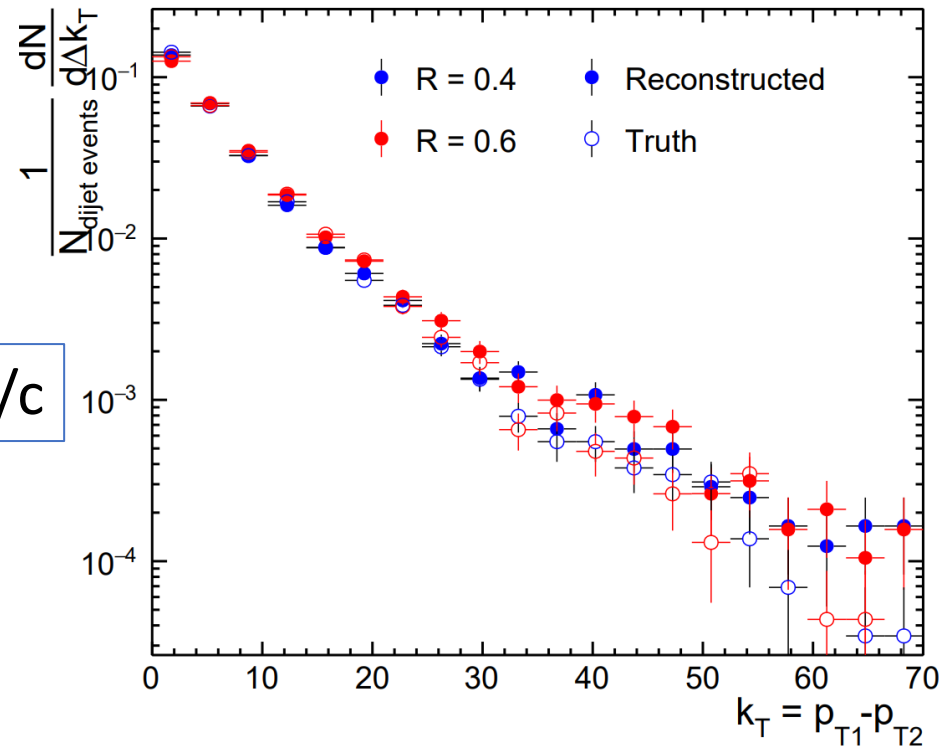 dN
dΔk_T
1
N_dijet events
10⁻¹
10⁻²
10⁻³
10⁻⁴
R = 0.4
Reconstructed
R = 0.6
Truth
/c
0 10 20 30 40 50 60 70
k_T = p_T1-p_T2